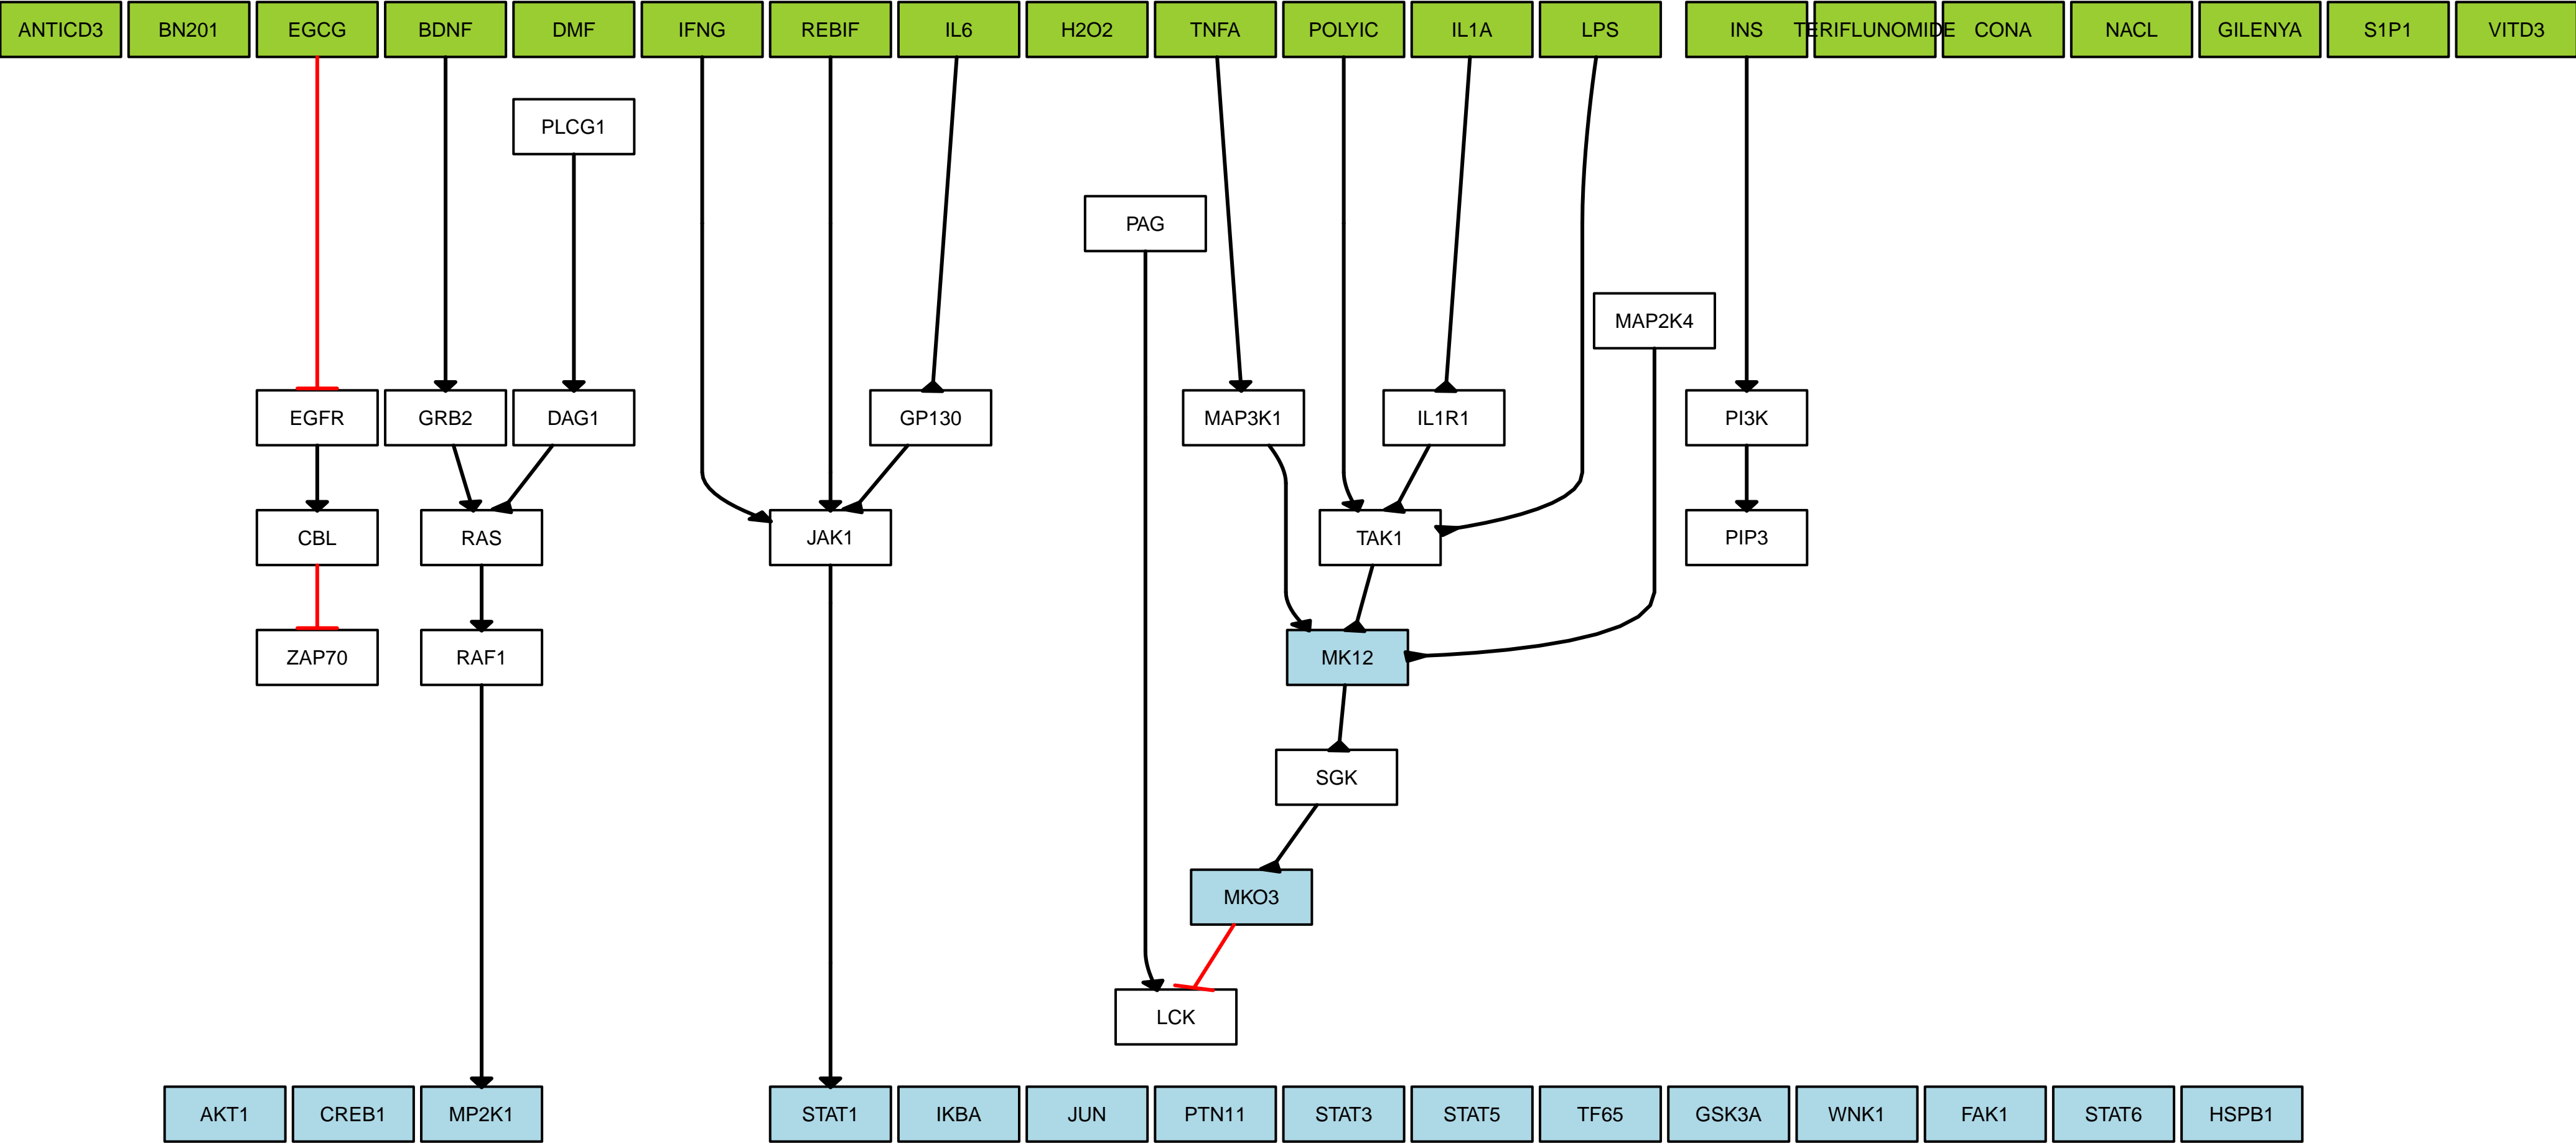 ANTICD3 BN201 EGCG BDNF DMF IFNG REBIF IL6 H2O2 TNFA POLYIC IL1A LPS INS TERIFLUNOMIDE CONA NACL GILENYA S1P1 VITD3
PLCG1
PAG
MAP2K4
EGFR GRB2 DAG1 GP130 MAP3K1 IL1R1 PI3K
CBL RAS JAK1 TAK1 PIP3
ZAP70 RAF1 MK12
SGK
MKO3
LCK
AKT1 CREB1 MP2K1 STAT1 IKBA JUN PTN11 STAT3 STAT5 TF65 GSK3A WNK1 FAK1 STAT6 HSPB1